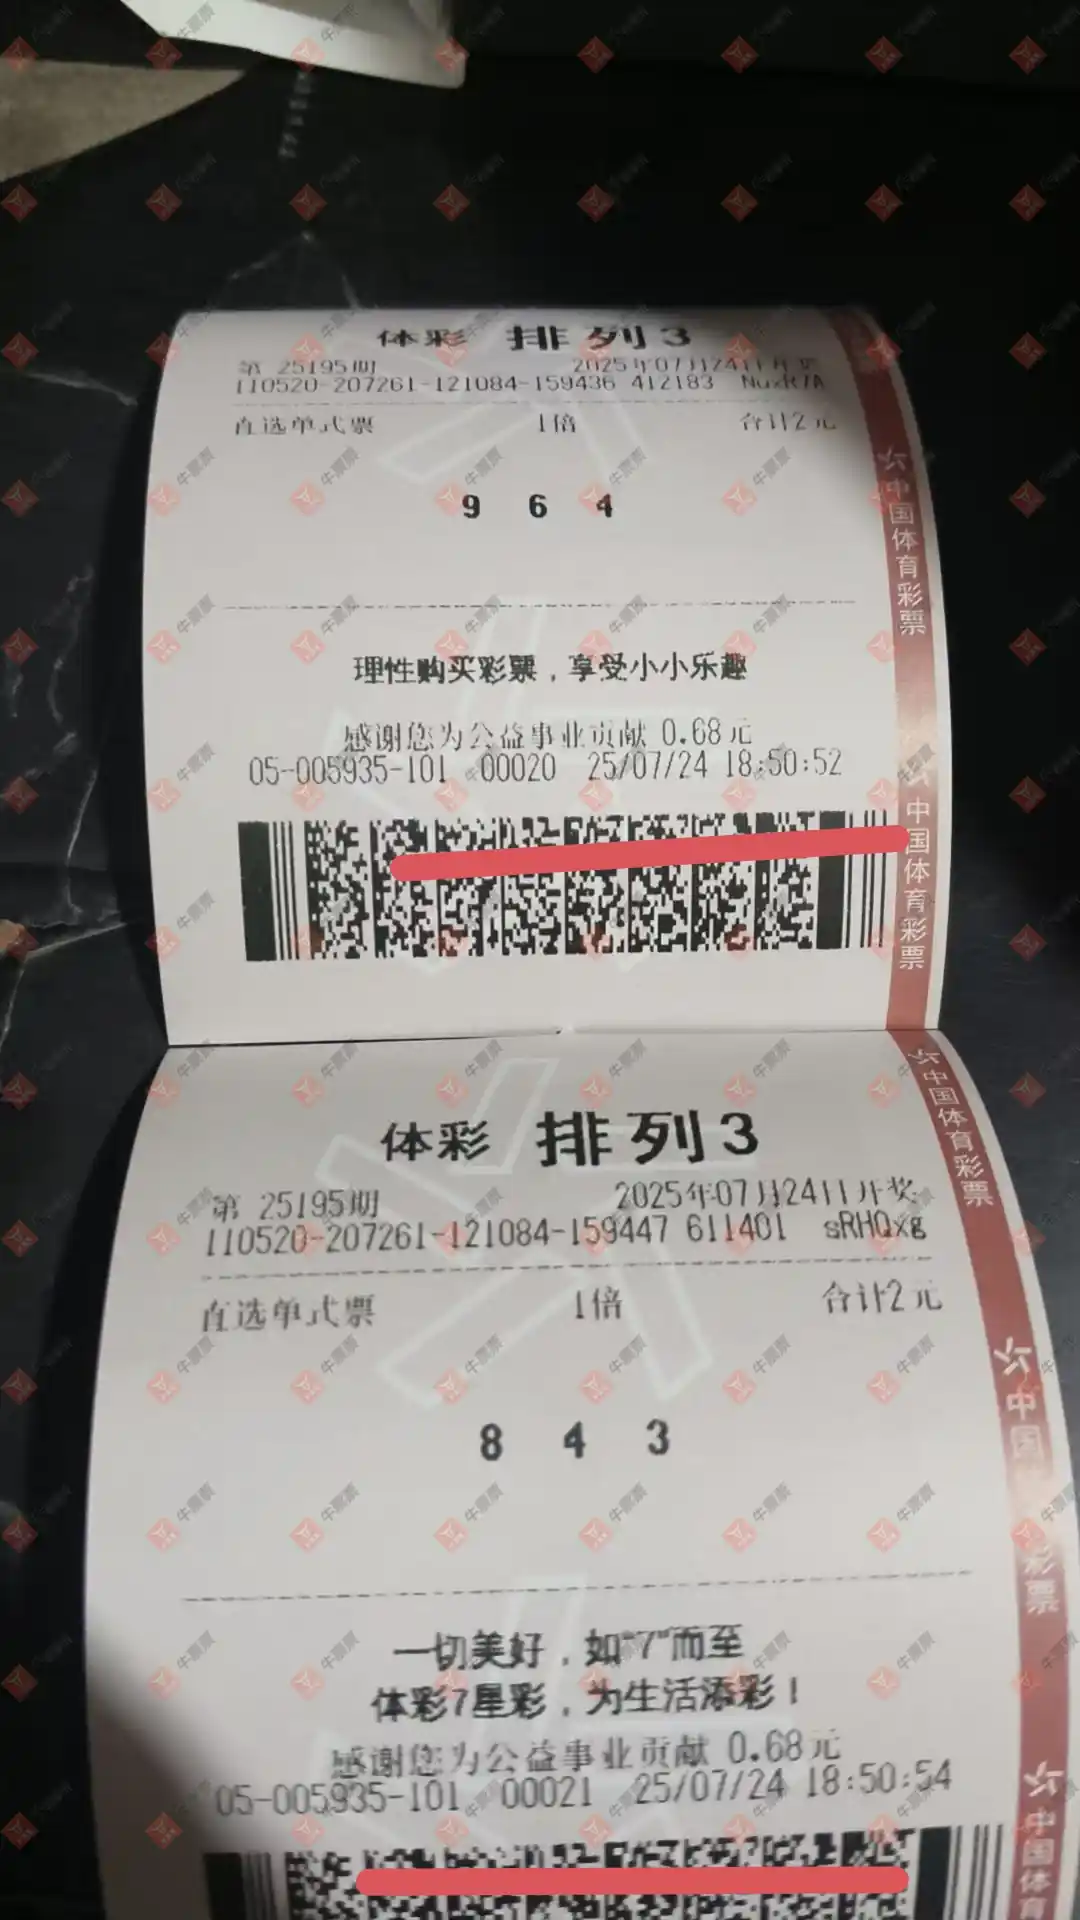 体彩 排列3
第 25195期 2025年07月24日开奖
110520-207261-121084-159436 412183 NuxR7A
直选单式票 1倍 合计2元
9 6 4
理性购买彩票，享受小小乐趣
感谢您为公益事业贡献 0.68元
05-005935-101 00020 25/07/24 18:50:52
中国体育彩票
中国体育彩票
体彩 排列3
第 25195期 2025年07月24日开奖
110520-207261-121084-159447 611401 sRHQxg
直选单式票 1倍 合计2元
8 4 3
一切美好，如“7”而至
体彩7星彩，为生活添彩！
感谢您为公益事业贡献 0.68元
05-005935-101 00021 25/07/24 18:50:54
中国体育彩票
中国 彩票
中国体育
牛票票